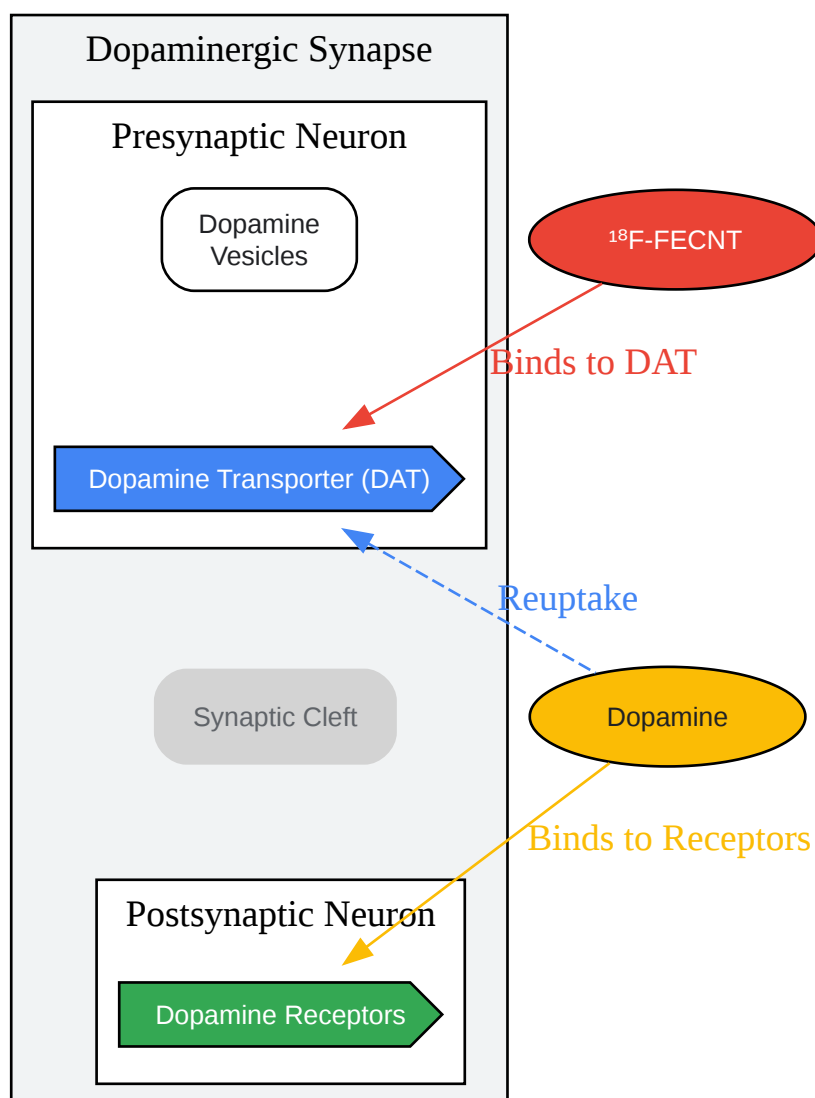 Dopaminergic Synapse
Presynaptic Neuron
Dopamine
Vesicles
¹⁸F-FECNT
Binds to DAT
Dopamine Transporter (DAT)
Reuptake
Synaptic Cleft
Dopamine
Binds to Receptors
Postsynaptic Neuron
Dopamine Receptors